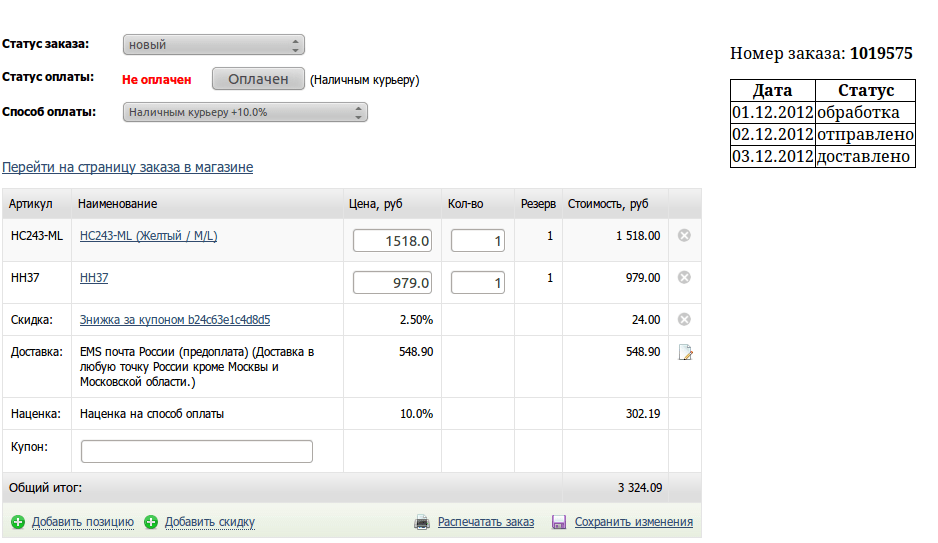 Статус заказа: новый
Статус оплаты: Не оплачен Оплачен (Наличным курьеру)
Способ оплаты: Наличным курьеру +10.0%
Номер заказа: 1019575
Дата Статус
01.12.2012 обработка
02.12.2012 отправлено
03.12.2012 доставлено
Перейти на страницу заказа в магазине
Артикул Наименование Цена, руб Кол-во Резерв Стоимость, руб
HC243-ML HC243-ML (Желтый / M/L) 1518.0 1 1 1 518.00
HH37 HH37 979.0 1 1 979.00
Скидка: Знижка за купоном b24c63e1c4d8d5 2.50% 24.00
Доставка: EMS почта России (предоплата) (Доставка в 548.90 548.90
любую точку России кроме Москвы и
Московской области.)
Наценка: Наценка на способ оплаты 10.0% 302.19
Купон:
Общий итог: 3 324.09
Добавить позицию Добавить скидку Распечатать заказ Сохранить изменения